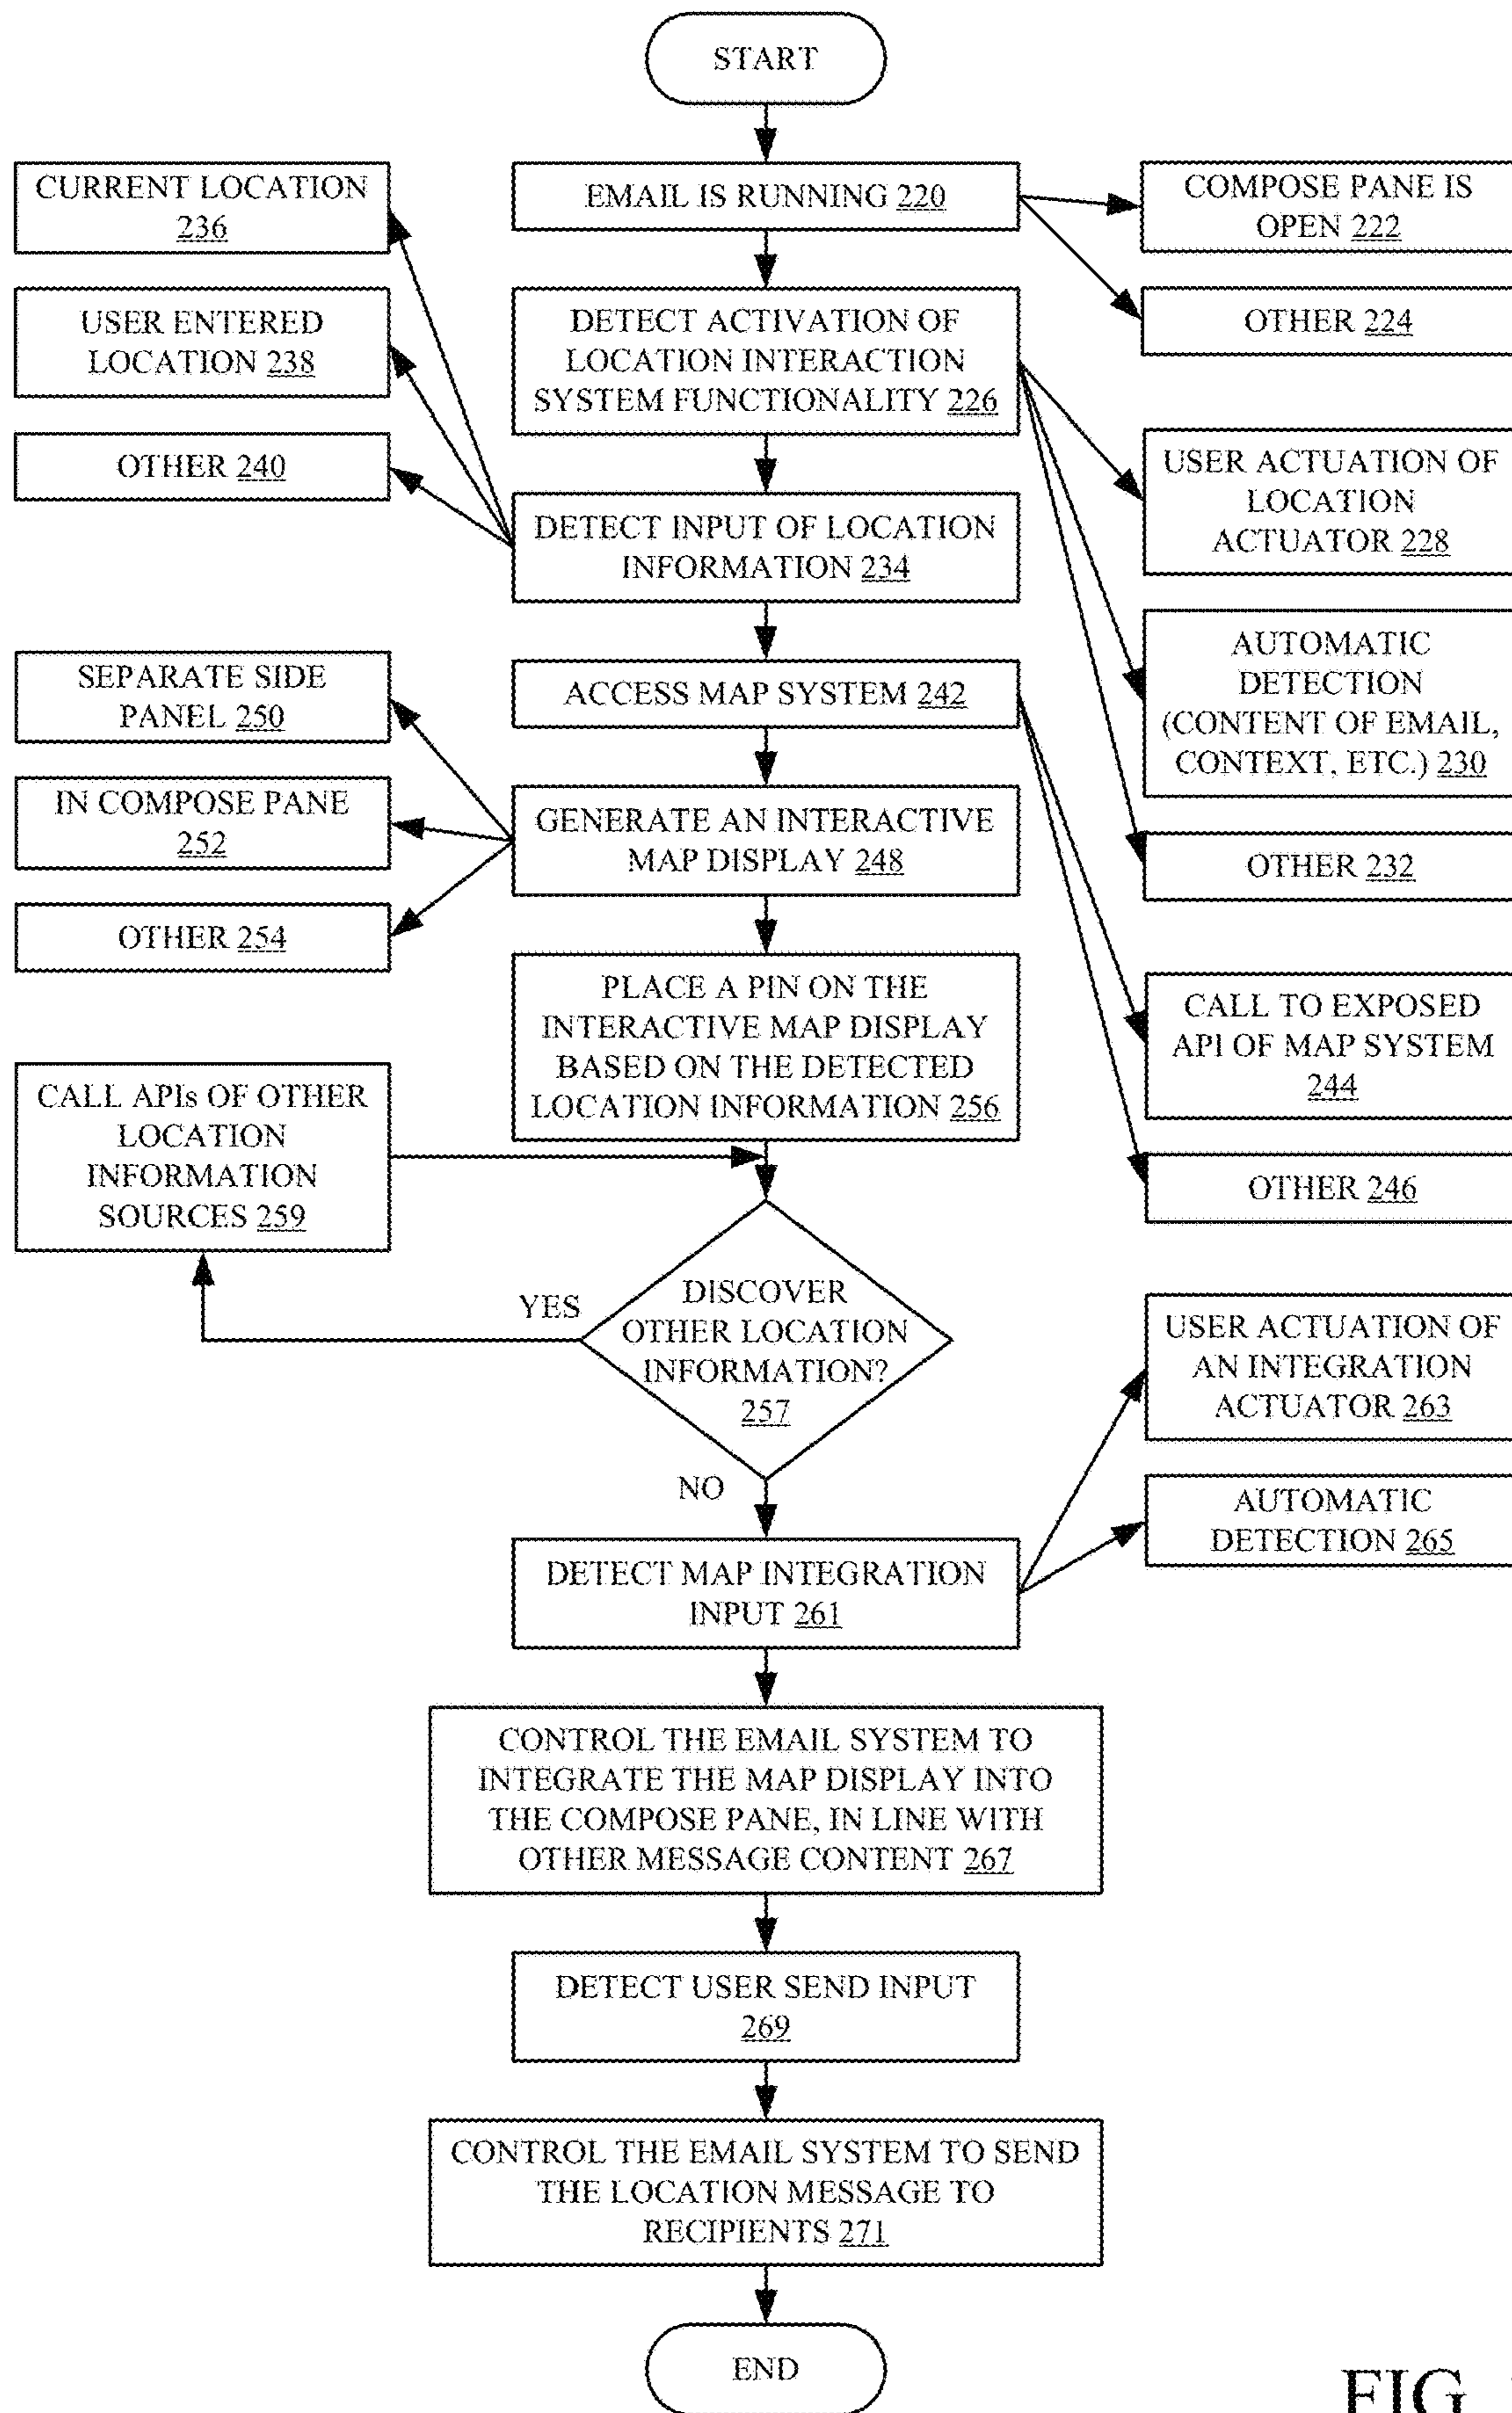 START
EMAIL IS RUNNING 220
COMPOSE PANE IS
OPEN 222
OTHER 224
DETECT ACTIVATION OF
LOCATION INTERACTION
SYSTEM FUNCTIONALITY 226
USER ACTUATION OF
LOCATION
ACTUATOR 228
AUTOMATIC
DETECTION
(CONTENT OF EMAIL,
CONTEXT, ETC.) 230
OTHER 232
CURRENT LOCATION
236
USER ENTERED
LOCATION 238
OTHER 240
DETECT INPUT OF LOCATION
INFORMATION 234
ACCESS MAP SYSTEM 242
CALL TO EXPOSED
API OF MAP SYSTEM
244
OTHER 246
SEPARATE SIDE
PANEL 250
IN COMPOSE PANE
252
OTHER 254
GENERATE AN INTERACTIVE
MAP DISPLAY 248
PLACE A PIN ON THE
INTERACTIVE MAP DISPLAY
BASED ON THE DETECTED
LOCATION INFORMATION 256
CALL APIs OF OTHER
LOCATION
INFORMATION
SOURCES 259
YES
DISCOVER
OTHER LOCATION
INFORMATION?
257
NO
DETECT MAP INTEGRATION
INPUT 261
USER ACTUATION OF
AN INTEGRATION
ACTUATOR 263
AUTOMATIC
DETECTION 265
CONTROL THE EMAIL SYSTEM TO
INTEGRATE THE MAP DISPLAY INTO
THE COMPOSE PANE, IN LINE WITH
OTHER MESSAGE CONTENT 267
DETECT USER SEND INPUT
269
CONTROL THE EMAIL SYSTEM TO SEND
THE LOCATION MESSAGE TO
RECIPIENTS 271
END
FIG.